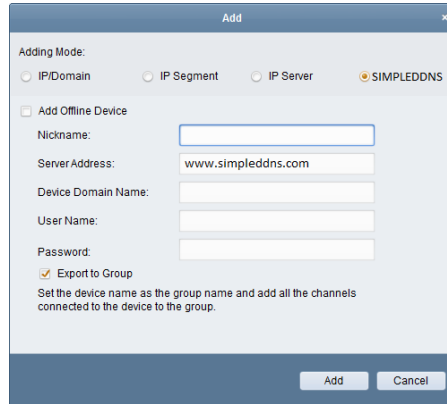 Add
Adding Mode:
IP/Domain IP Segment IP Server SIMPLEDDNS
Add Offline Device
Nickname:
Server Address: www.simpleddns.com
Device Domain Name:
User Name:
Password:
Export to Group
Set the device name as the group name and add all the channels
connected to the device to the group.
Add Cancel